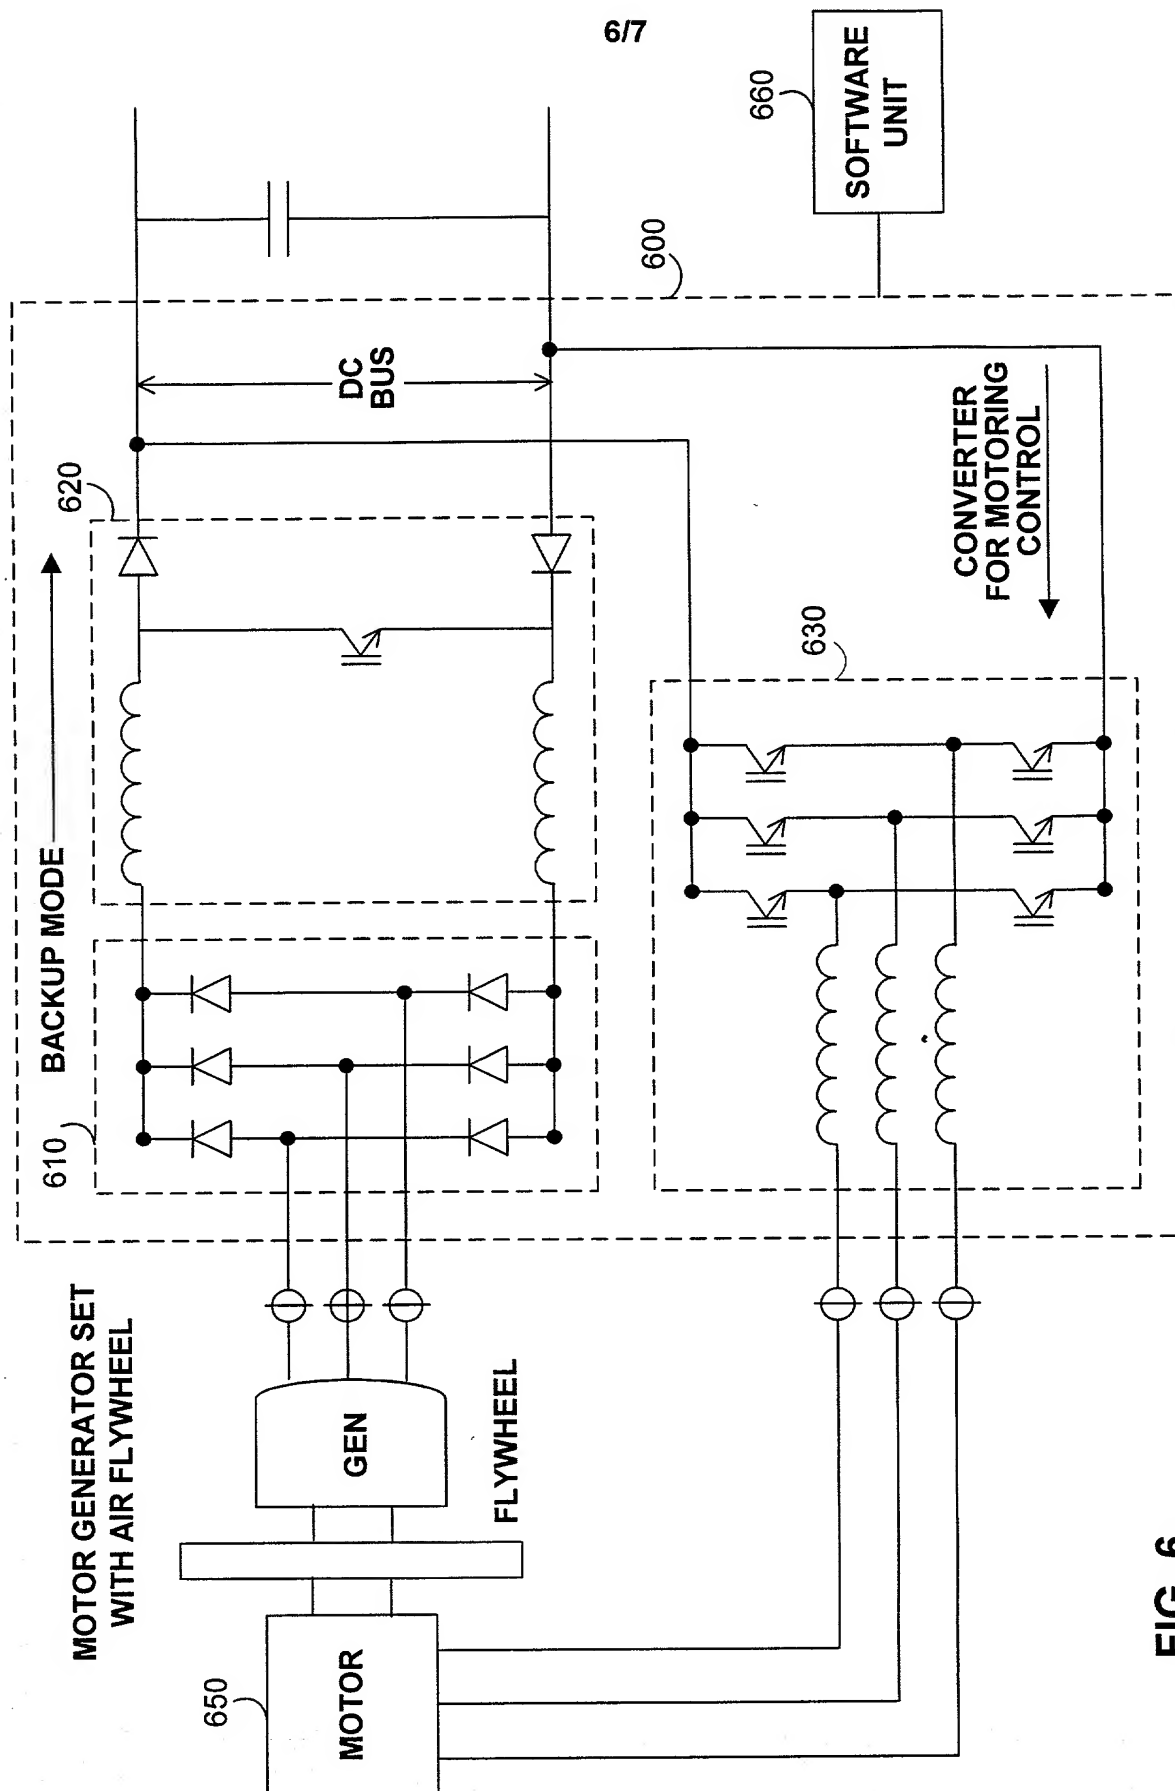 6/7
MOTOR GENERATOR SET
WITH AIR FLYWHEEL
650
MOTOR
GEN
FLYWHEEL
610
BACKUP MODE
620
DC
BUS
600
630
CONVERTER
FOR MOTORING
CONTROL
660
SOFTWARE
UNIT
FIG. 6